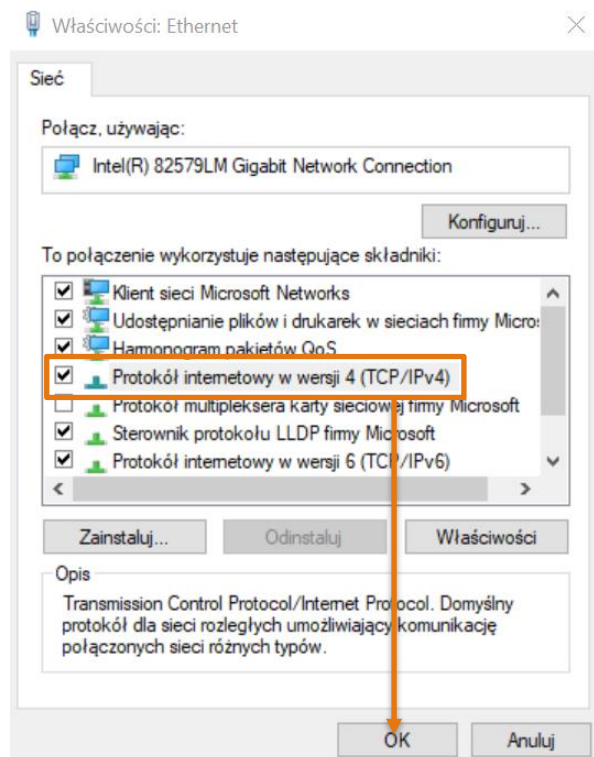 Właściwości: Ethernet
Sieć
Połącz, używając:
Intel(R) 82579LM Gigabit Network Connection
Konfiguruj...
To połączenie wykorzystuje następujące składniki:
Klient sieci Microsoft Networks
Udostępnianie plików i drukarek w sieciach firmy Micro
Harmonogram pakietów QoS
Protokół internetowy w wersji 4 (TCP/IPv4)
Protokół multipleksera karty sieciowej firmy Microsoft
Sterownik protokołu LLDP firmy Microsoft
Protokół internetowy w wersji 6 (TCP/IPv6)
Zainstaluj...
Odinstaluj
Właściwości
Opis
Transmission Control Protocol/Internet Protocol. Domyślny
protokół dla sieci rozległych umożliwiający komunikację
połączonych sieci różnych typów.
OK
Anuluj